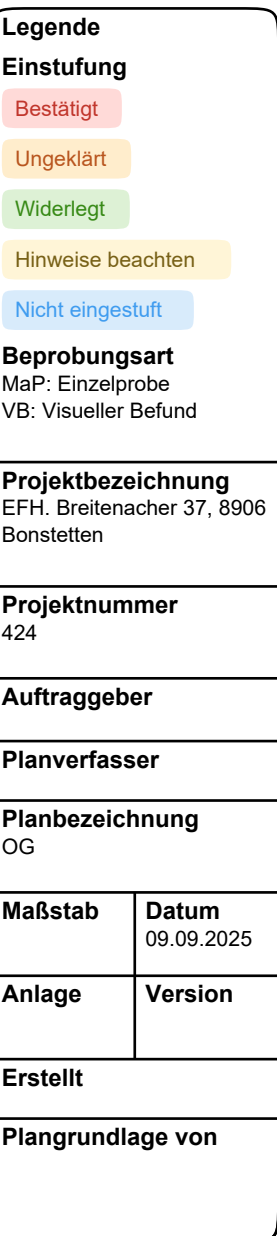 Legende
Einstufung
Bestätigt
Ungeklärt
Widerlegt
Hinweise beachten
Nicht eingestuft
Beprobungsart
MaP: Einzelprobe
VB: Visueller Befund
Projektbezeichnung
EFH. Breitenacher 37, 8906
Bonstetten
Projektnummer
424
Auftraggeber
Planverfasser
Planbezeichnung
OG
Maßstab
Datum
09.09.2025
Anlage
Version
Erstellt
Plangrundlage von